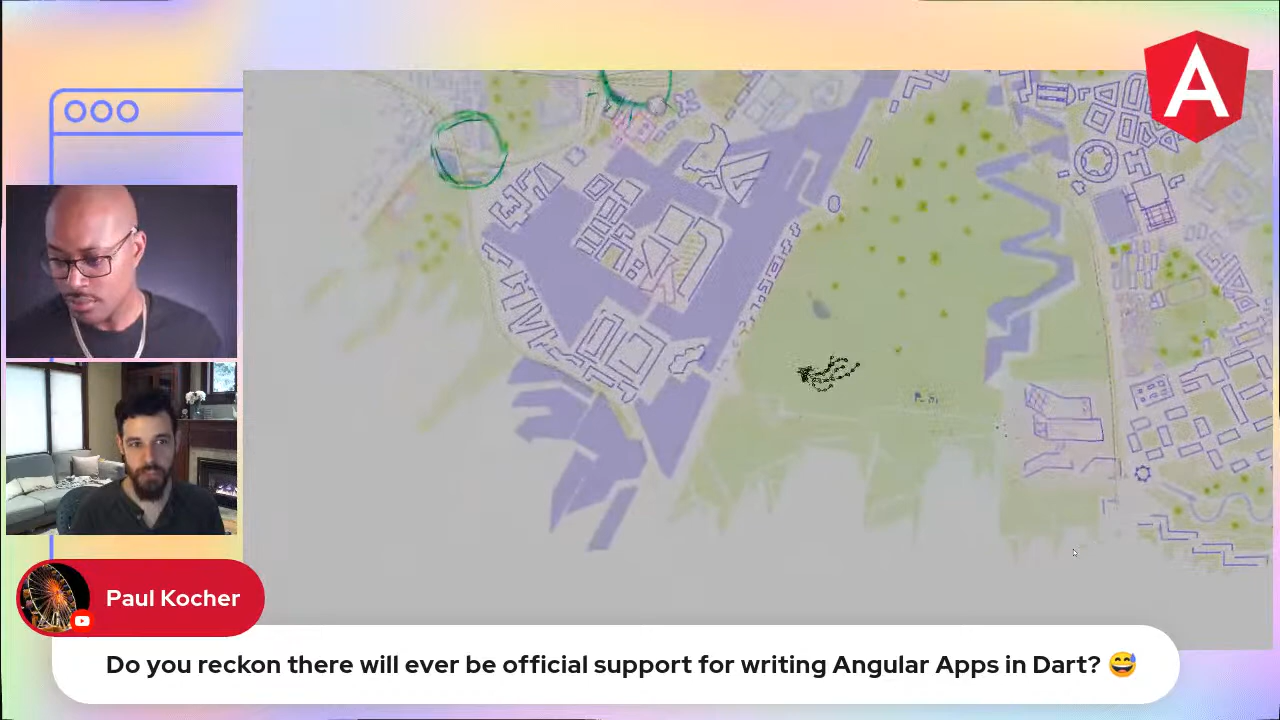 A
Paul Kocher
Do you reckon there will ever be official support for writing Angular Apps in Dart? 😅